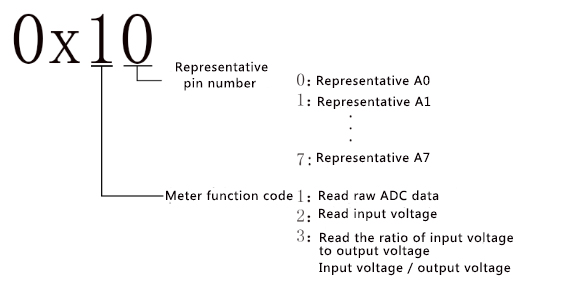 0x10
Representative
pin number
0: Representative A0
1: Representative A1
.
.
.
7: Representative A7
Meter function code 1: Read raw ADC data
2: Read input voltage
3: Read the ratio of input voltage
to output voltage
Input voltage / output voltage